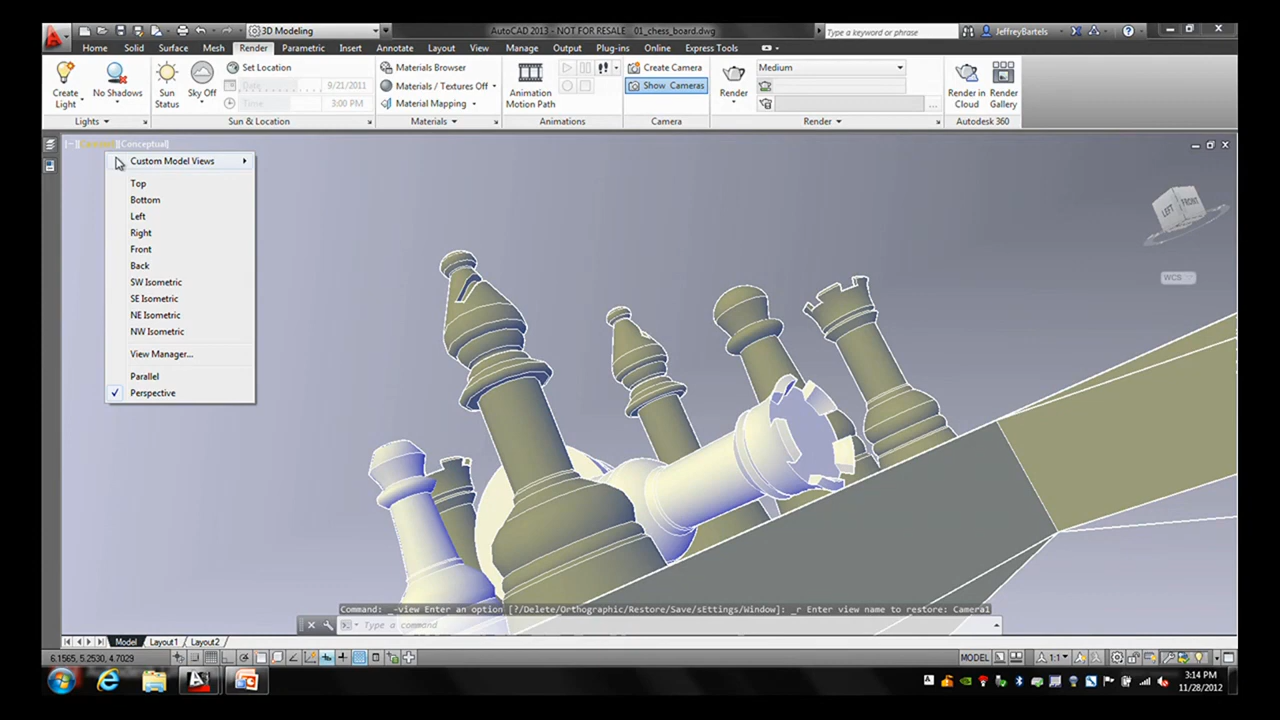 3D Modeling
AutoCAD 2013 - NOT FOR RESALE 01_chess_board.dwg
Type a keyword or phrase
JeffreyBartels
Home Solid Surface Mesh Render Parametric Insert Annotate Layout View Manage Output Plug-ins Online Express Tools
Create Light
No Shadows
Sun Status
Sky Off
Set Location
Date 9/21/2011
Time 3:00 PM
Materials Browser
Materials / Textures Off
Material Mapping
Animation Motion Path
Create Camera
Show Cameras
Render
Medium
Render in Cloud
Render Gallery
Lights Sun & Location Materials Animations Camera Render Autodesk 360
[Conceptual]
Custom Model Views
Top
Bottom
Left
Right
Front
Back
SW Isometric
SE Isometric
NE Isometric
NW Isometric
View Manager...
Parallel
Perspective
LEFT FRONT
WCS
Command: _-view Enter an option [?/Delete/Orthographic/Restore/Save/sEttings/Window]: _r Enter view name to restore: Camera1
Type a command
Model Layout1 Layout2
6.1565, 5.2530, 4.7029
MODEL
1:1
3:14 PM
11/28/2012